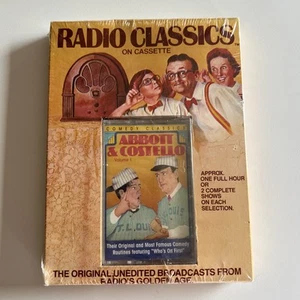 RADIO CLASSICS
ON CASSETTE
COMEDY CLASSICS
ABBOTT
& COSTELLO
VOLUME 1
Their Original and Most Famous Comedy
Routines featuring "Who's On First"
APPROX.
ONE FULL HOUR
OR
2 COMPLETE
SHOWS
ON EACH
SELECTION.
THE ORIGINAL UNEDITED BROADCASTS FROM
RADIO'S GOLDEN AGE